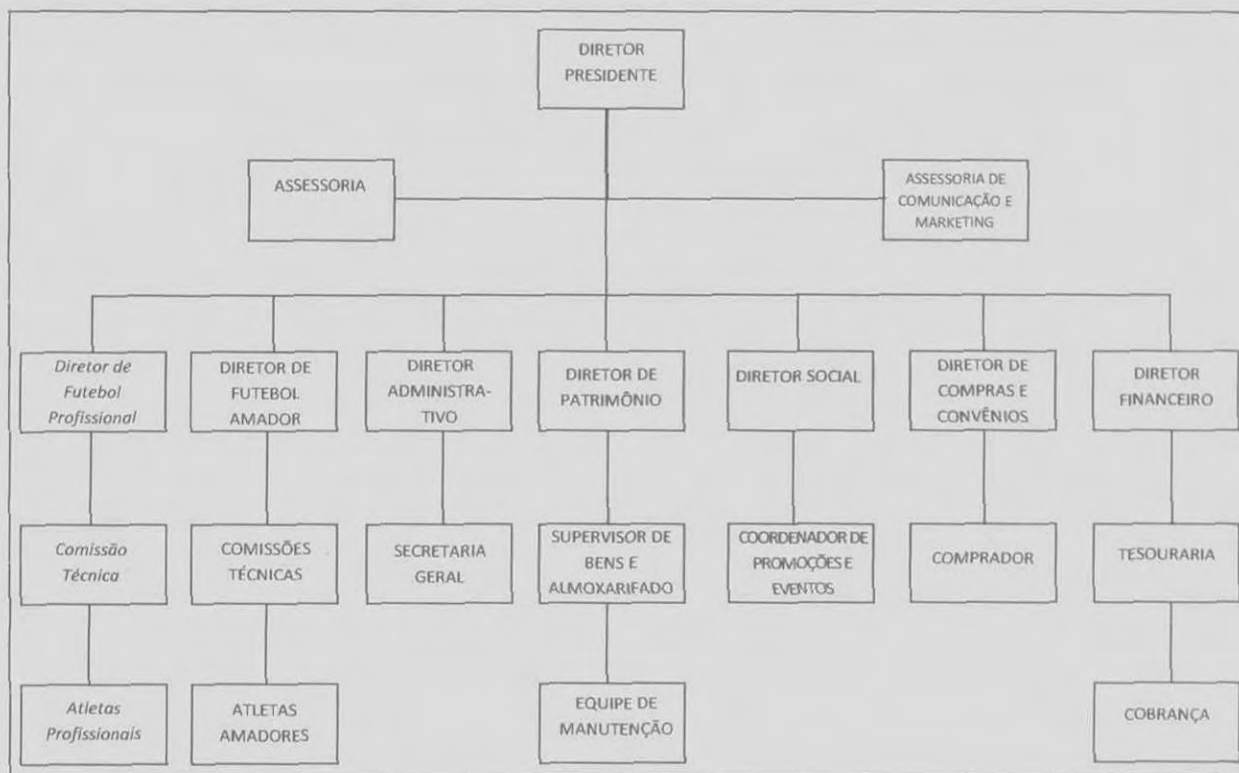 DIRETOR
PRESIDENTE
ASSESSORIA
ASSESSORIA DE
COMUNICAÇÃO E
MARKETING
Diretor de
Futebol
Profissional
DIRETOR DE
FUTEBOL
AMADOR
DIRETOR
ADMINISTRA-
TIVO
DIRETOR DE
PATRIMÔNIO
DIRETOR SOCIAL
DIRETOR DE
COMPRAS E
CONVÊNIOS
DIRETOR
FINANCEIRO
Comissão
Técnica
COMISSÕES
TÉCNICAS
SECRETARIA
GERAL
SUPERVISOR DE
BENS E
ALMOXARIFADO
COORDENADOR DE
PROMOÇÕES E
EVENTOS
COMPRADOR
TESOURARIA
Atletas
Profissionais
ATLETAS
AMADORES
EQUIPE DE
MANUTENÇÃO
COBRANÇA